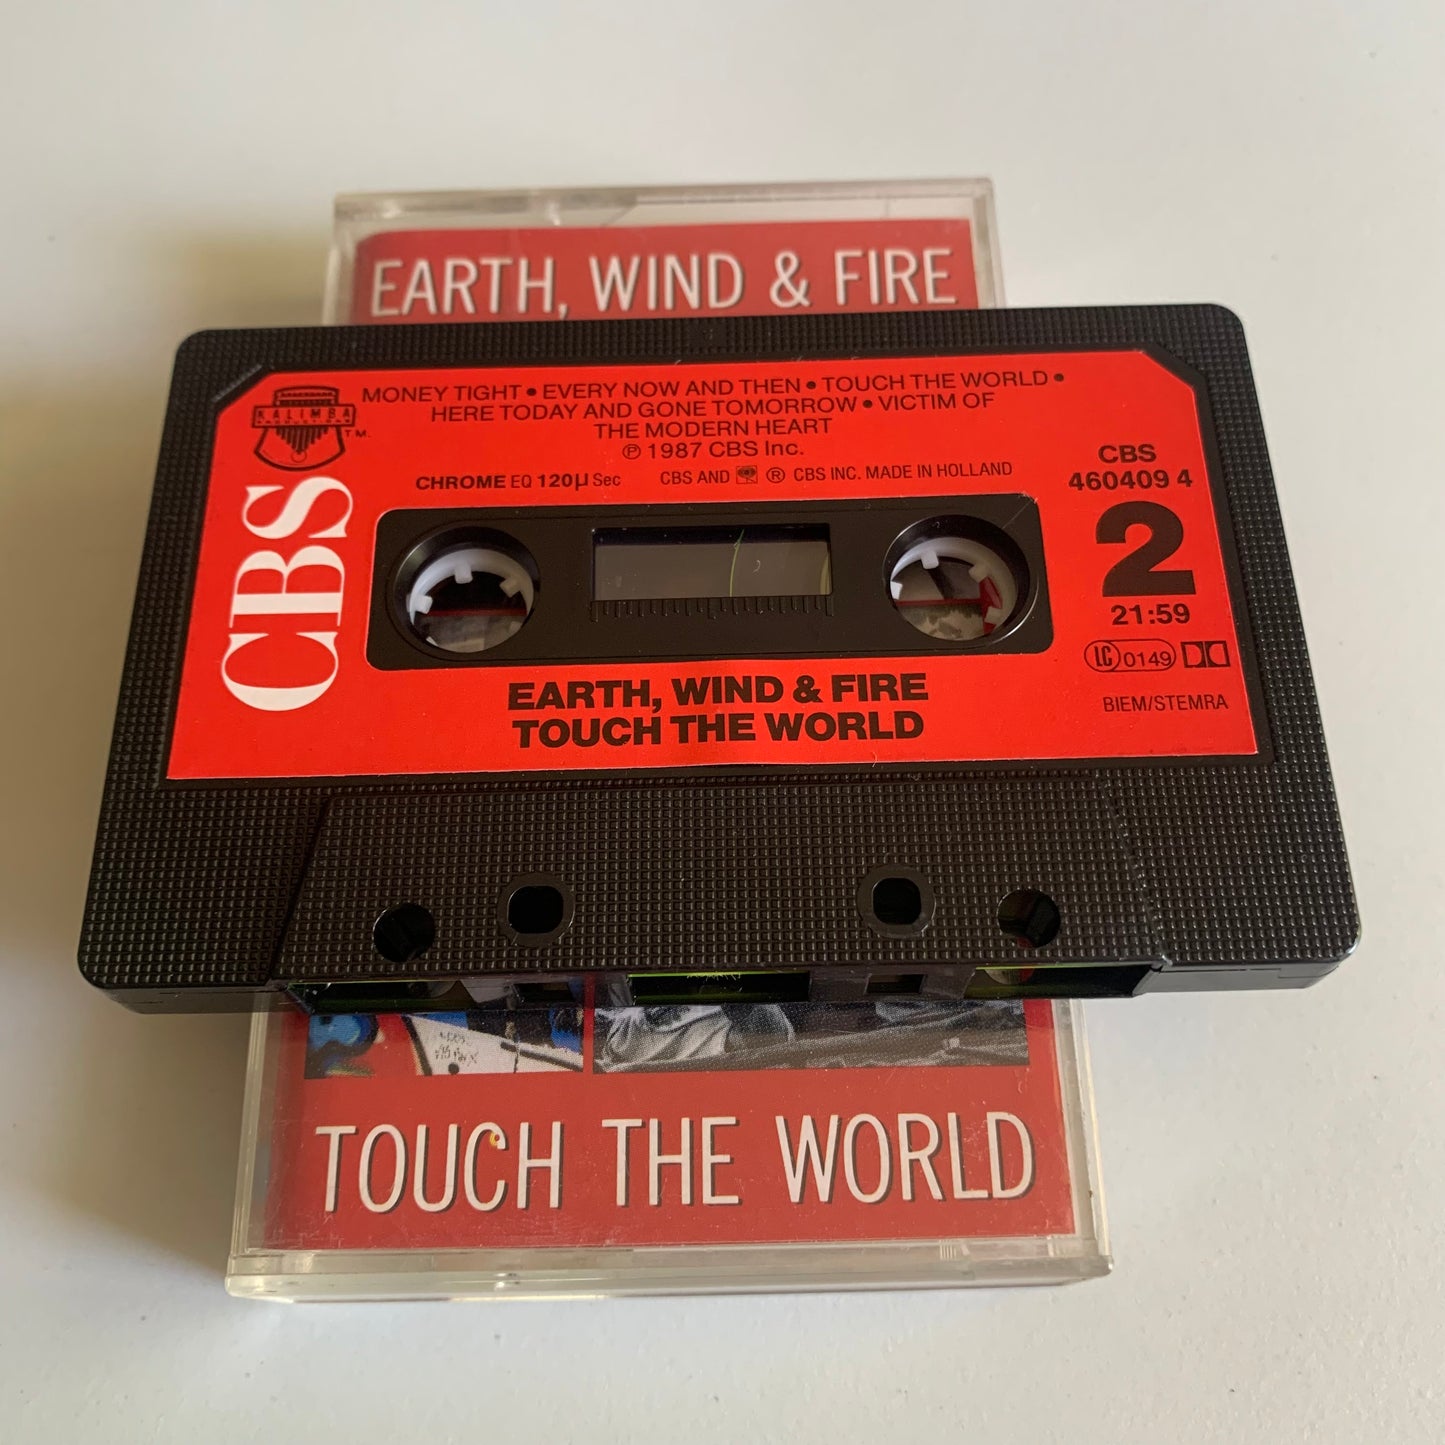 EARTH, WIND & FIRE
KALIMBA
PRODUCTIONS
T.M.
MONEY TIGHT • EVERY NOW AND THEN • TOUCH THE WORLD •
HERE TODAY AND GONE TOMORROW • VICTIM OF
THE MODERN HEART
℗ 1987 CBS Inc.
CHROME EQ 120µ Sec
CBS AND ® CBS INC. MADE IN HOLLAND
CBS
460409 4
2
21:59
LC 0149
BIEM/STEMRA
CBS
EARTH, WIND & FIRE
TOUCH THE WORLD
TOUCH THE WORLD